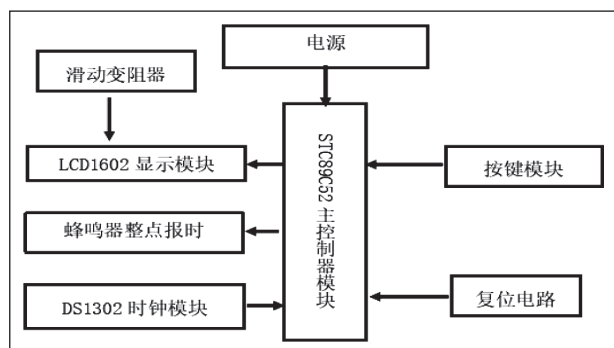 电源
滑动变阻器
LCD1602 显示模块
STC89C52 主控制器模块
按键模块
蜂鸣器整点报时
DS1302 时钟模块
复位电路